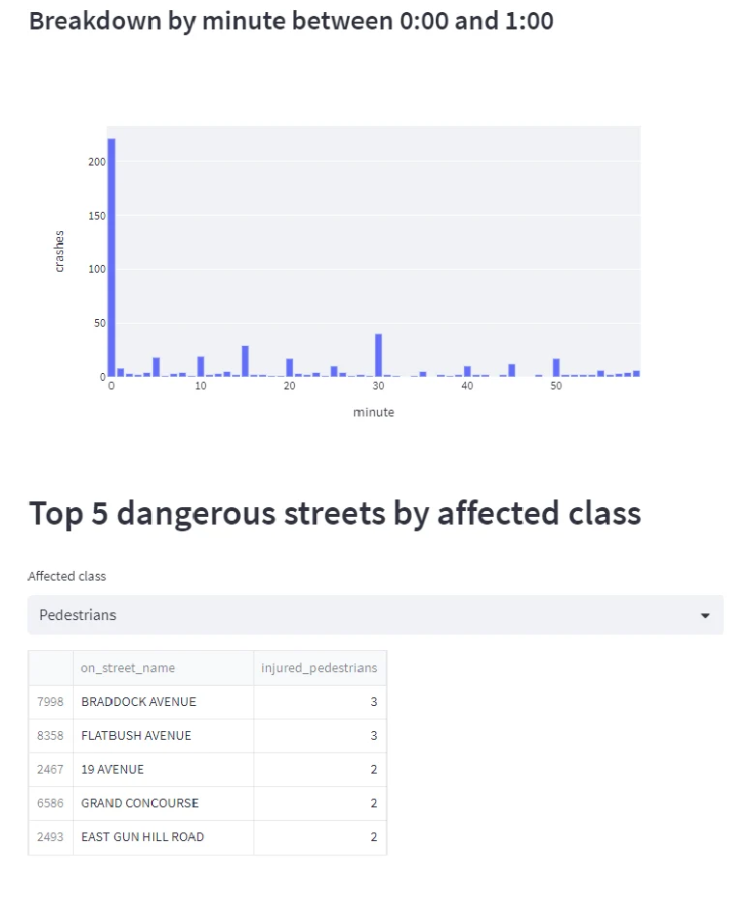 Breakdown by minute between 0:00 and 1:00
200
150
100
50
0
crashes
0 10 20 30 40 50
minute
Top 5 dangerous streets by affected class
Affected class
Pedestrians
on_street_name injured_pedestrians
7998 BRADDOCK AVENUE 3
8358 FLATBUSH AVENUE 3
2467 19 AVENUE 2
6586 GRAND CONCOURSE 2
2493 EAST GUN HILL ROAD 2